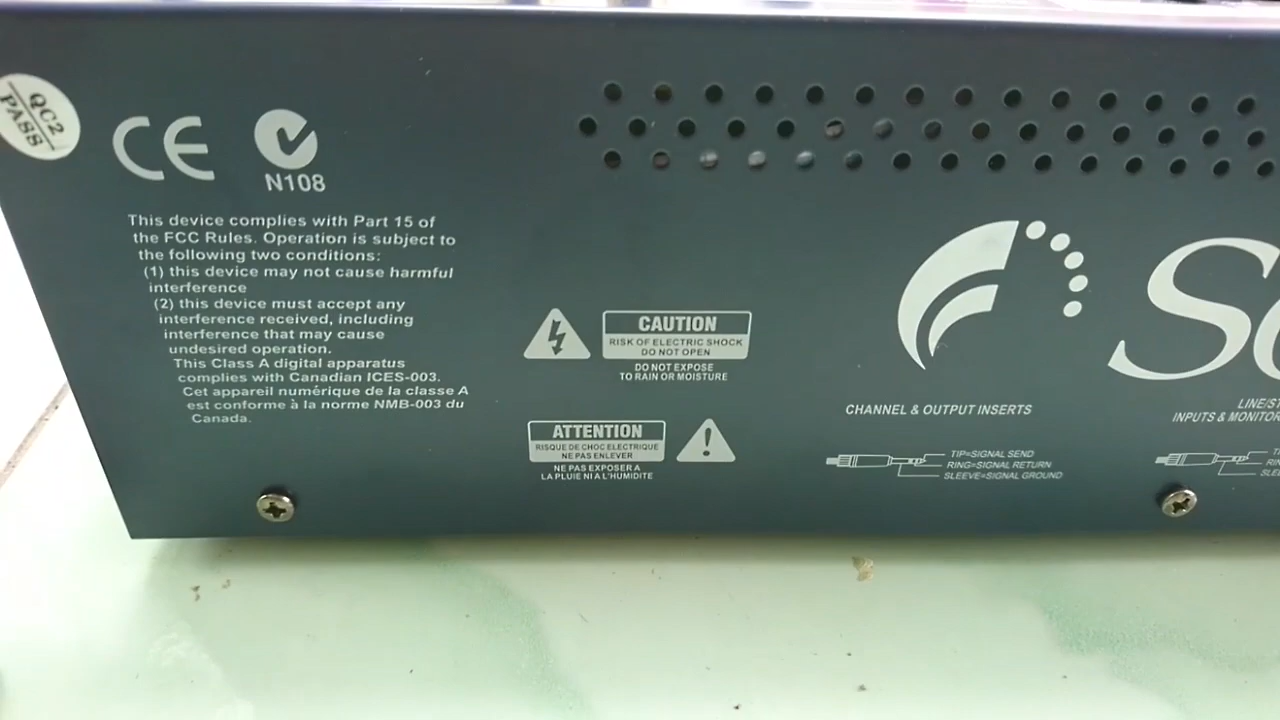 QC2
PASS
CE
N108
This device complies with Part 15 of
the FCC Rules. Operation is subject to
the following two conditions:
(1) this device may not cause harmful
interference
(2) this device must accept any
interference received, including
interference that may cause
undesired operation.
This Class A digital apparatus
complies with Canadian ICES-003.
Cet appareil numérique de la classe A
est conforme à la norme NMB-003 du
Canada.
CAUTION
RISK OF ELECTRIC SHOCK
DO NOT OPEN
DO NOT EXPOSE
TO RAIN OR MOISTURE
ATTENTION
RISQUE DE CHOC ELECTRIQUE
NE PAS ENLEVER
NE PAS EXPOSER A
LA PLUIE NI A L'HUMIDITE
CHANNEL & OUTPUT INSERTS
TIP=SIGNAL SEND
RING=SIGNAL RETURN
SLEEVE=SIGNAL GROUND
S
LINE/ST
INPUTS & MONITOR